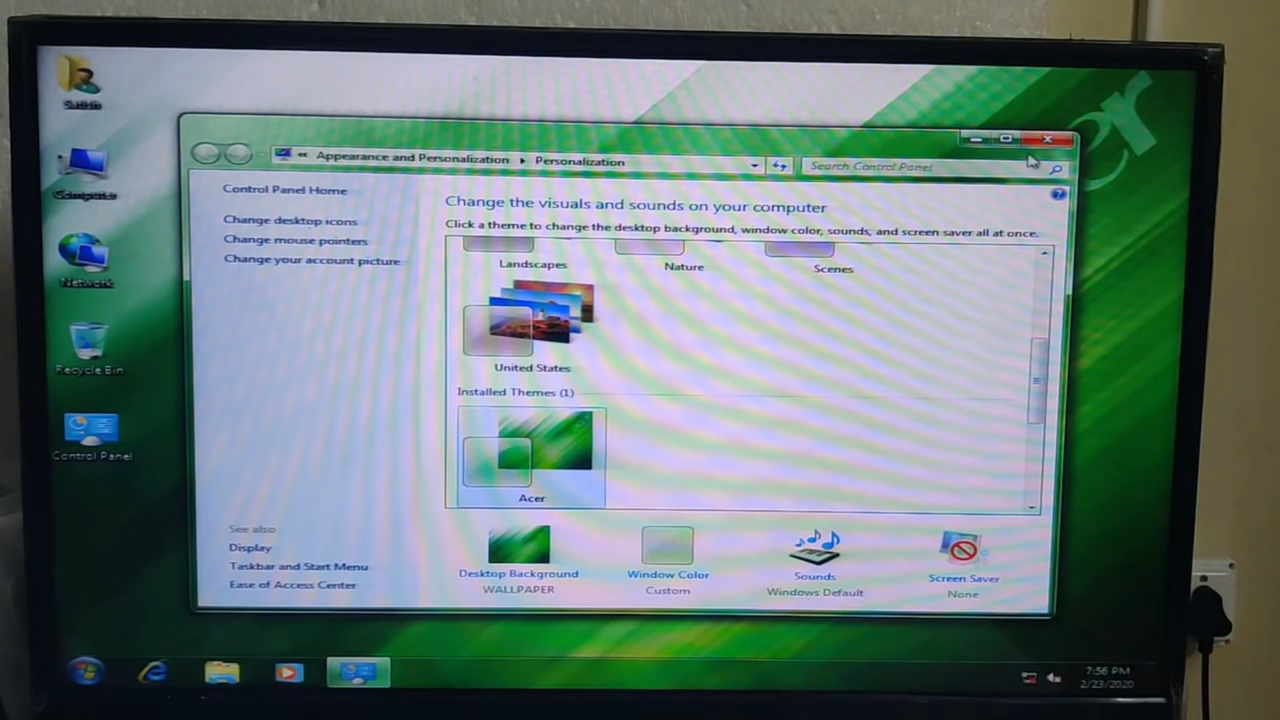 Satish
Computer
Network
Recycle Bin
Control Panel
er
« Appearance and Personalization ▸ Personalization
Search Control Panel
Control Panel Home
Change desktop icons
Change mouse pointers
Change your account picture
See also
Display
Taskbar and Start Menu
Ease of Access Center
Change the visuals and sounds on your computer
Click a theme to change the desktop background, window color, sounds, and screen saver all at once.
Landscapes
Nature
Scenes
United States
Installed Themes (1)
Acer
Desktop Background
WALLPAPER
Window Color
Custom
Sounds
Windows Default
Screen Saver
None
7:56 PM
2/23/2020